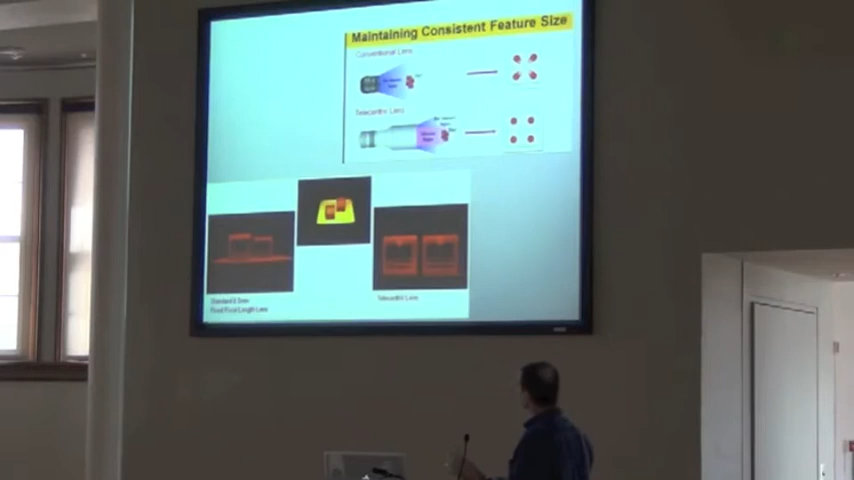 Maintaining Consistent Feature Size
Conventional Lens
Telecentric Lens
Standard 8.5mm
Fixed Focal Length Lens
Telecentric Lens